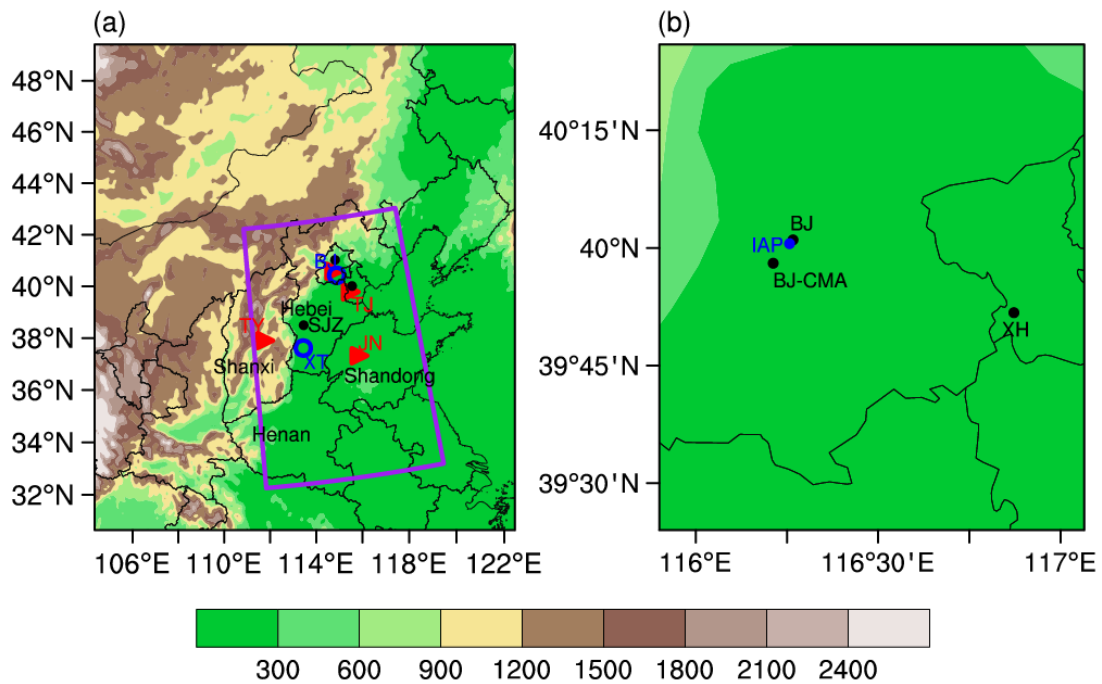 (a)
(b)
48°N
46°N
44°N
42°N
40°N
38°N
36°N
34°N
32°N
TJ
Hebei
SJZ
TY
JN
XT
Shanxi
Shandong
Henan
106°E 110°E 114°E 118°E 122°E
40°15'N
40°N
39°45'N
39°30'N
BJ
IAP
BJ-CMA
XH
116°E 116°30'E 117°E
300 600 900 1200 1500 1800 2100 2400